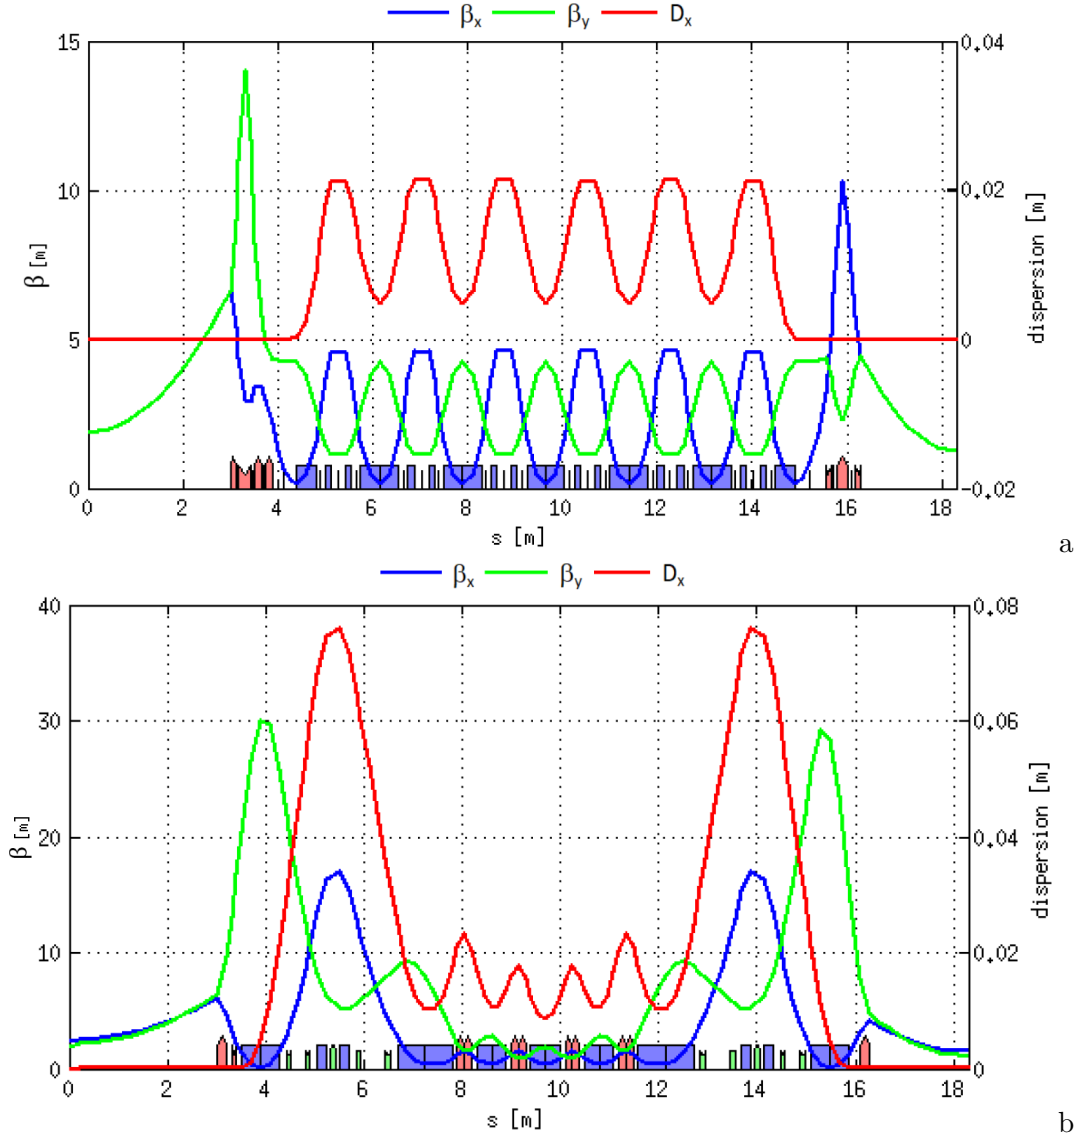 βx βy Dx
15 0.04
10 0.02
5 0
0 -0.02
β [m]
dispersion [m]
0 2 4 6 8 10 12 14 16 18
s [m]
a
βx βy Dx
40 0.08
30 0.06
20 0.04
10 0.02
0 0
β [m]
dispersion [m]
0 2 4 6 8 10 12 14 16 18
s [m]
b